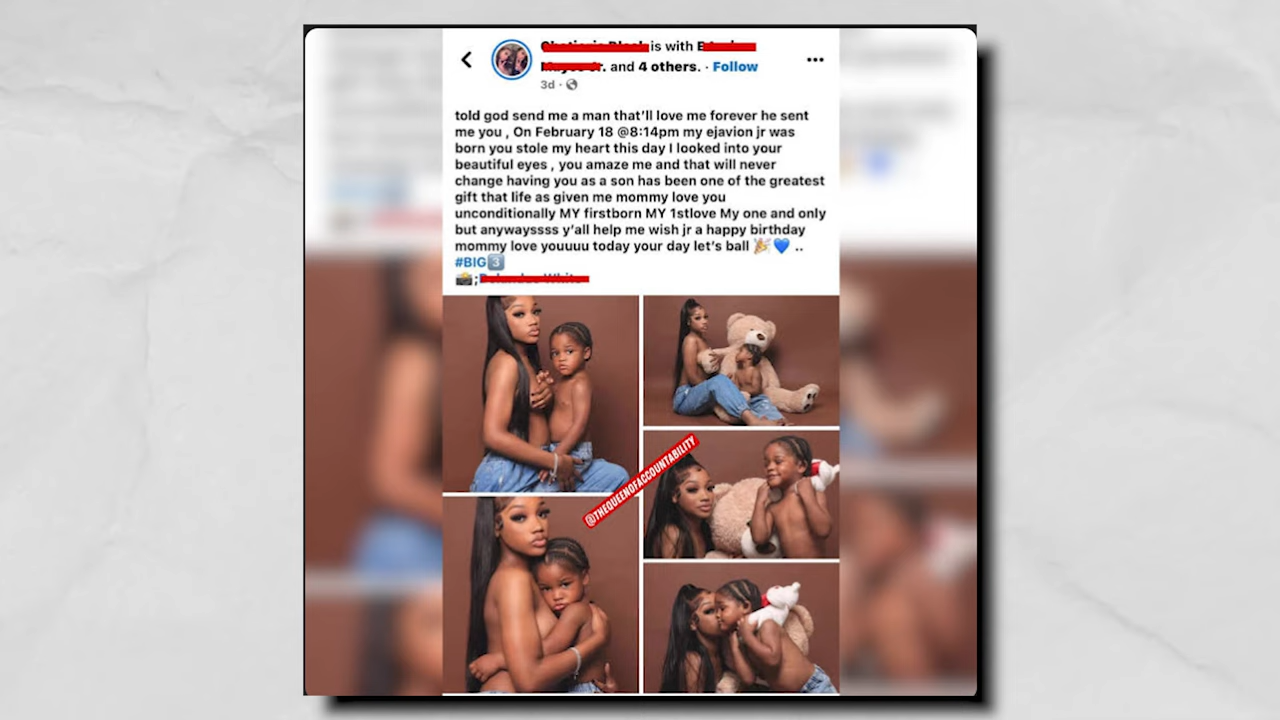 is with
. and 4 others. · Follow
3d ·
told god send me a man that'll love me forever he sent
me you , On February 18 @8:14pm my ejavion jr was
born you stole my heart this day I looked into your
beautiful eyes , you amaze me and that will never
change having you as a son has been one of the greatest
gift that life as given me mommy love you
unconditionally MY firstborn MY 1stlove My one and only
but anywayssss y'all help me wish jr a happy birthday
mommy love youuuu today your day let's ball 🎉💙 ..
#BIG3️⃣
📸;
@THEQUEENOFACCOUNTABILITY